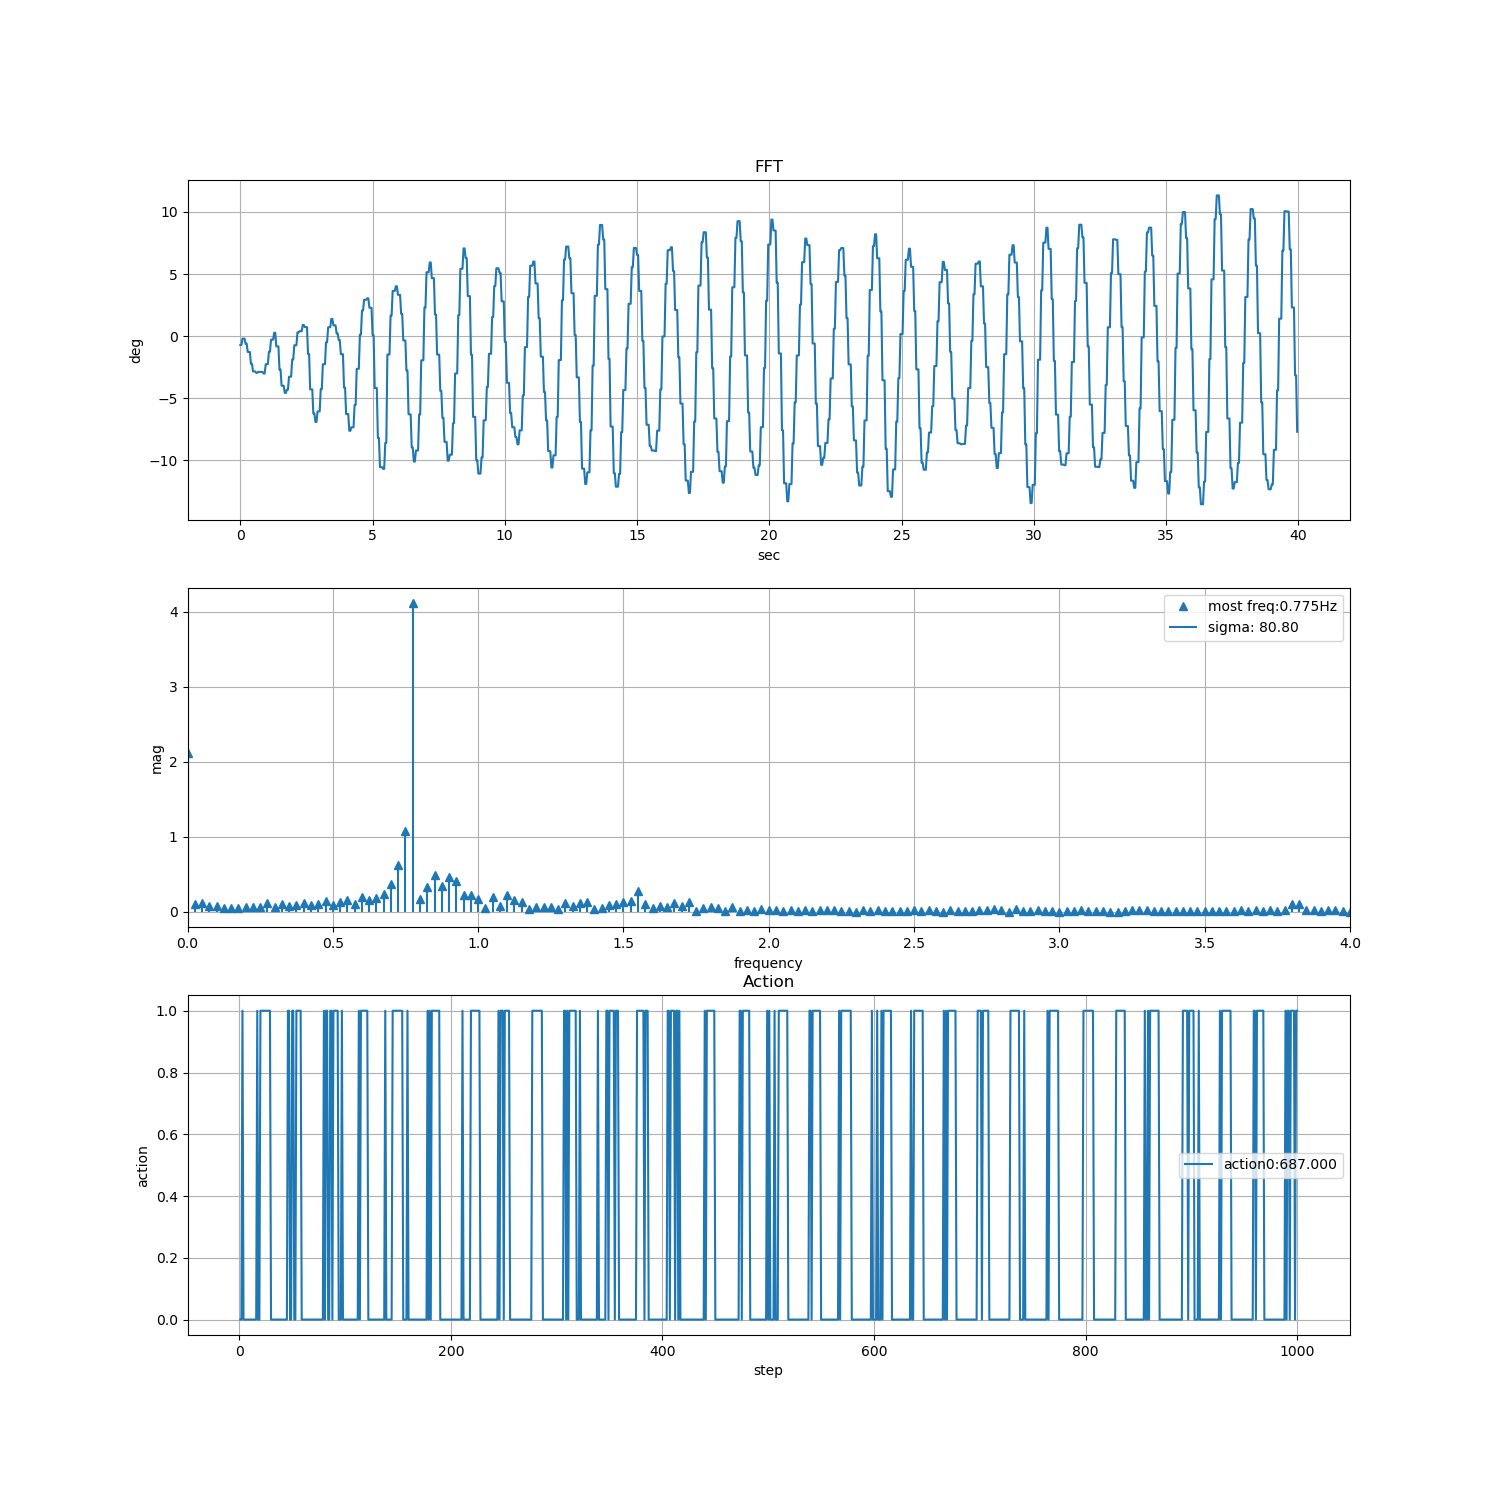 FFT
10
5
0
−5
−10
deg
0 5 10 15 20 25 30 35 40
sec
4
3
2
1
0
mag
most freq:0.775Hz
sigma: 80.80
0.0 0.5 1.0 1.5 2.0 2.5 3.0 3.5 4.0
frequency
Action
1.0
0.8
0.6
0.4
0.2
0.0
action
action0:687.000
0 200 400 600 800 1000
step